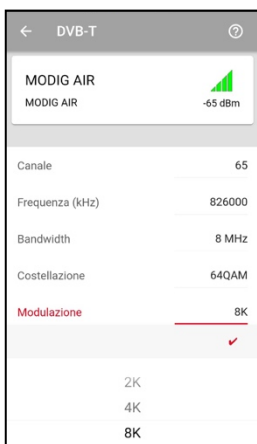 DVB-T
MODIG AIR
MODIG AIR -65 dBm
Canale 65
Frequenza (kHz) 826000
Bandwidth 8 MHz
Costellazione 64QAM
Modulazione 8K
2K
4K
8K